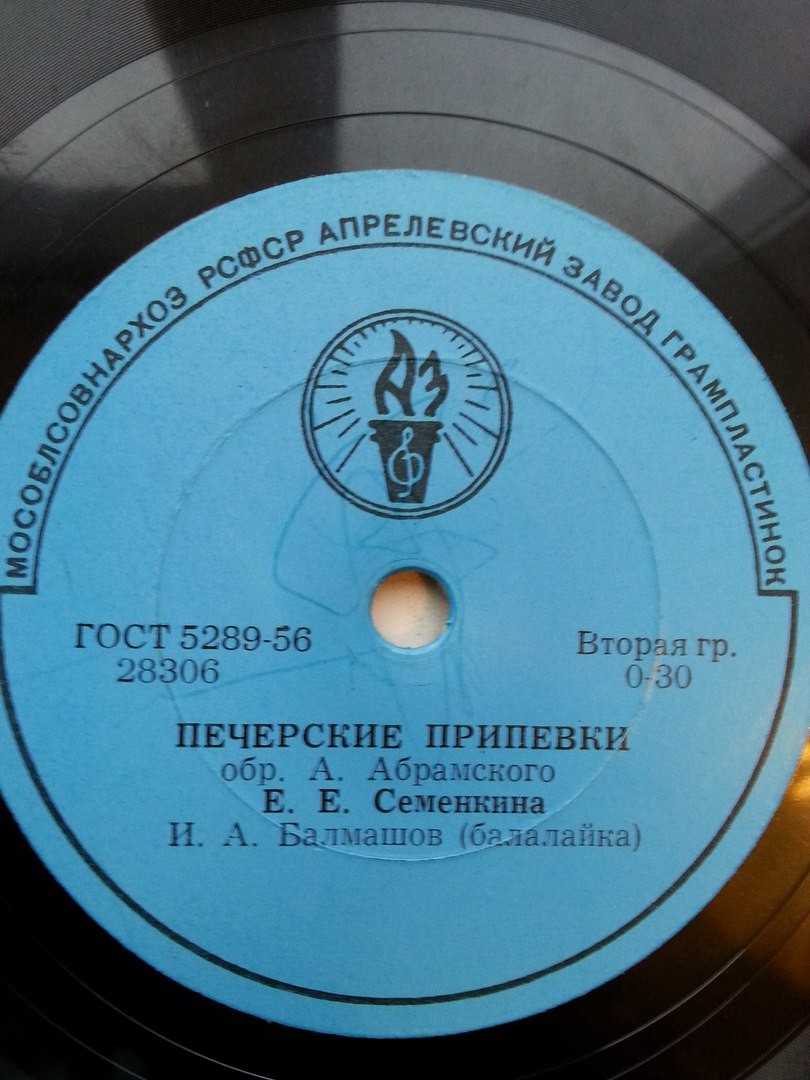 МОСОБЛСОВНАРХОЗ РСФСР АПРЕЛЕВСКИЙ ЗАВОД ГРАМПЛАСТИНОК
АЗ
ГОСТ 5289-56
28306
Вторая гр.
0-30
ПЕЧЕРСКИЕ ПРИПЕВКИ
обр. А. Абрамского
Е. Е. Семенкина
И. А. Балмашов (балалайка)